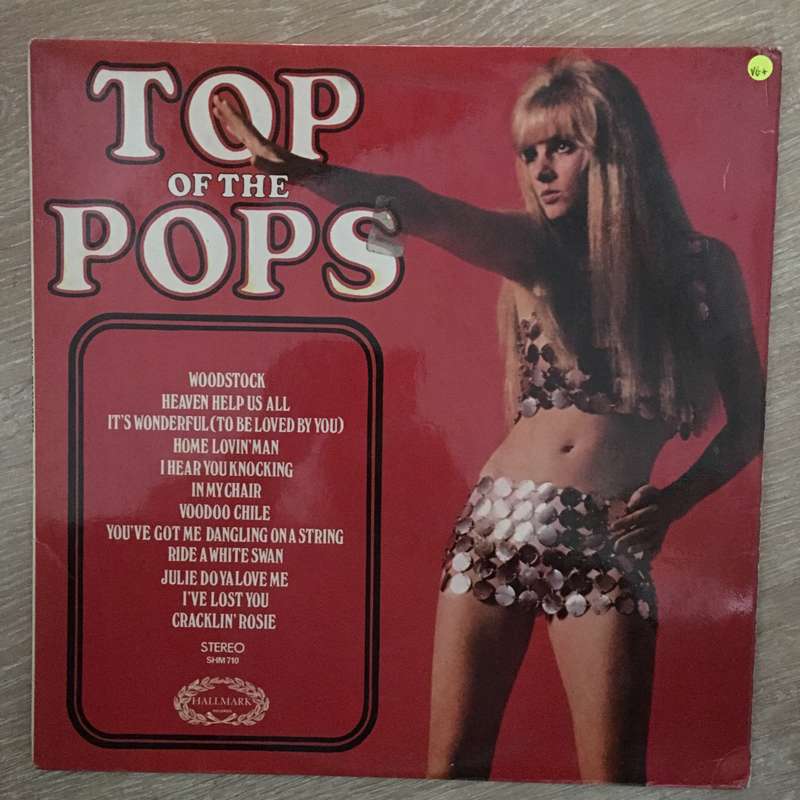 TOP
OF THE
POPS
VG+
WOODSTOCK
HEAVEN HELP US ALL
IT'S WONDERFUL (TO BE LOVED BY YOU)
HOME LOVIN' MAN
I HEAR YOU KNOCKING
IN MY CHAIR
VOODOO CHILE
YOU'VE GOT ME DANGLING ON A STRING
RIDE A WHITE SWAN
JULIE DO YA LOVE ME
I'VE LOST YOU
CRACKLIN' ROSIE
STEREO
SHM 710
HALLMARK
RECORDS